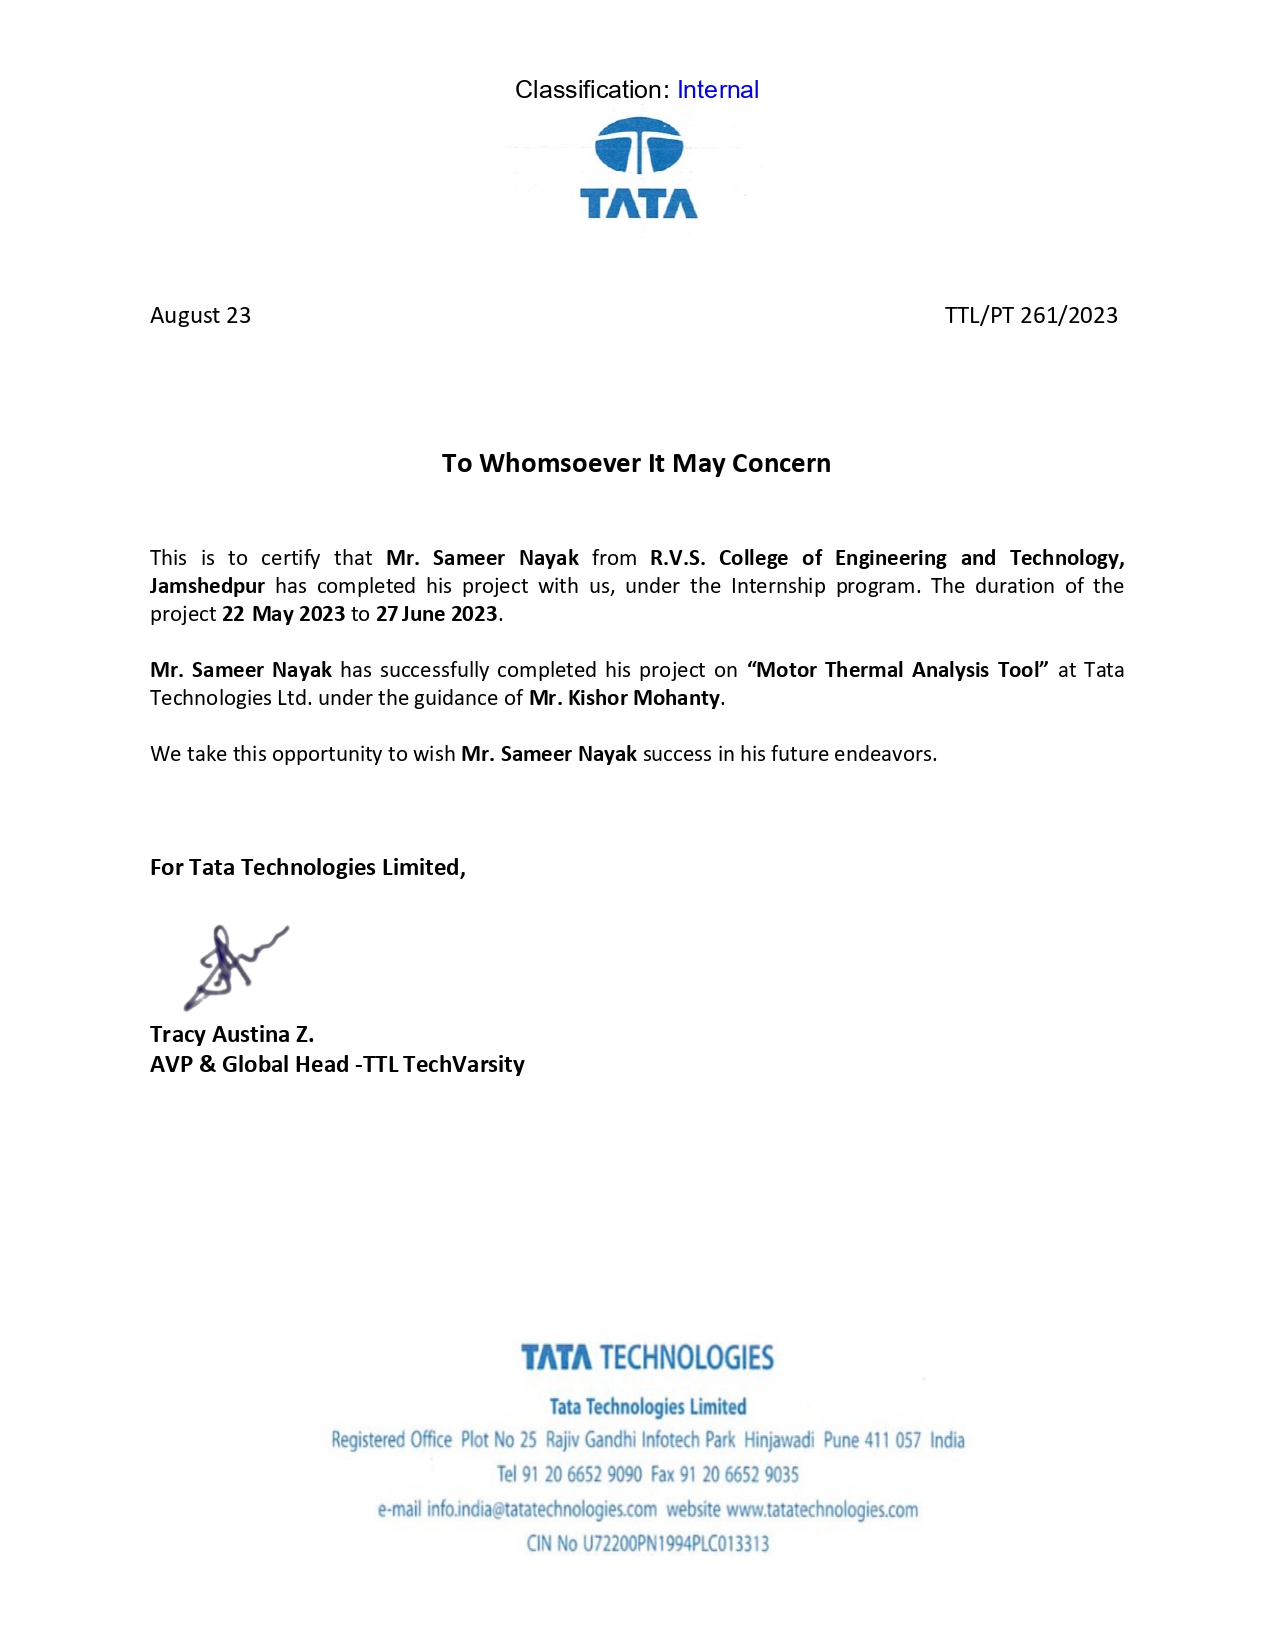 Classification: Internal
TATA
August 23 TTL/PT 261/2023
To Whomsoever It May Concern
This is to certify that Mr. Sameer Nayak from R.V.S. College of Engineering and Technology,
Jamshedpur has completed his project with us, under the Internship program. The duration of the
project 22 May 2023 to 27 June 2023.
Mr. Sameer Nayak has successfully completed his project on “Motor Thermal Analysis Tool” at Tata
Technologies Ltd. under the guidance of Mr. Kishor Mohanty.
We take this opportunity to wish Mr. Sameer Nayak success in his future endeavors.
For Tata Technologies Limited,
Tracy Austina Z.
AVP & Global Head -TTL TechVarsity
TATA TECHNOLOGIES
Tata Technologies Limited
Registered Office Plot No 25 Rajiv Gandhi Infotech Park Hinjawadi Pune 411 057 India
Tel 91 20 6652 9090 Fax 91 20 6652 9035
e-mail info.india@tatatechnologies.com website www.tatatechnologies.com
CIN No U72200PN1994PLC013313